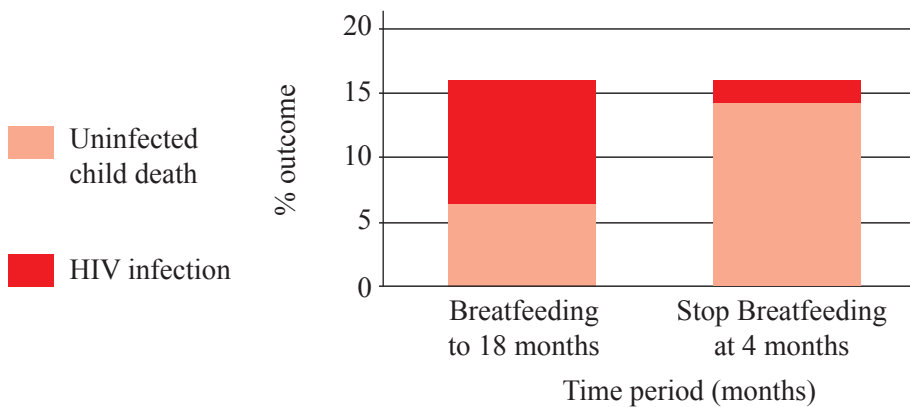 Uninfected
child death
HIV infection
% outcome
20
15
10
5
0
Breatfeeding
to 18 months
Stop Breatfeeding
at 4 months
Time period (months)